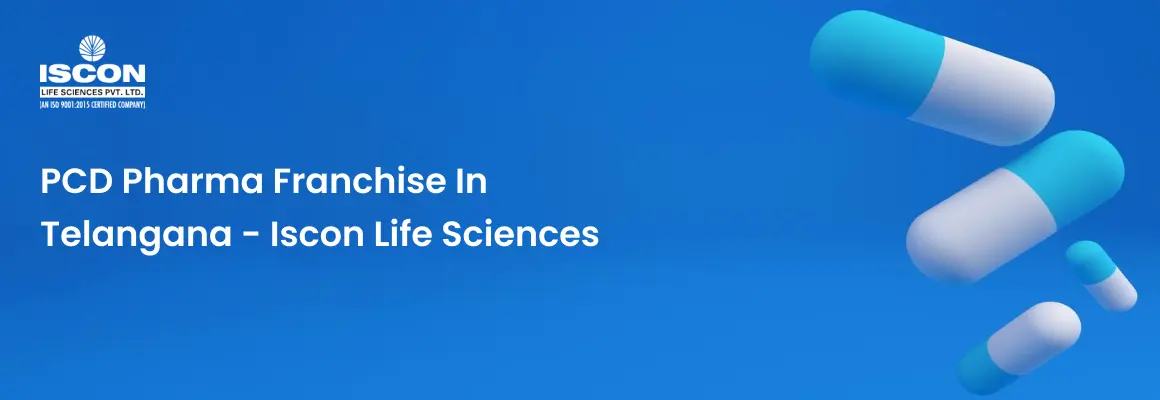 ISCON
LIFE SCIENCES PVT. LTD.
[AN ISO 9001:2015 CERTIFIED COMPANY]
PCD Pharma Franchise In
Telangana - Iscon Life Sciences